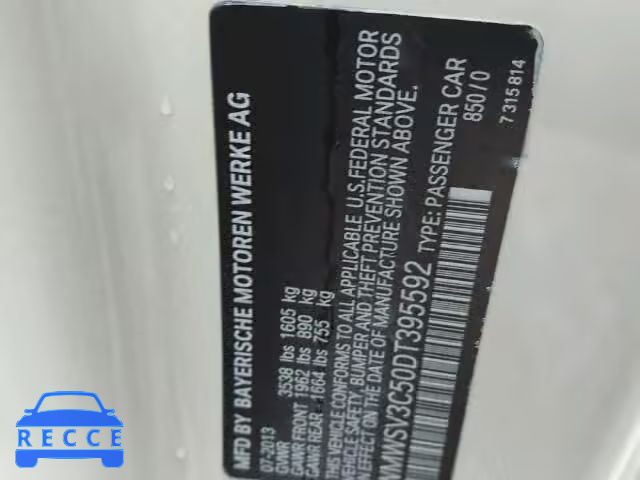 MFD BY BAYERISCHE MOTOREN WERKE AG
07-2013
GVWR 3538 lbs 1605 kg
GAWR FRONT 1962 lbs 890 kg
GAWR REAR 1664 lbs 755 kg
THIS VEHICLE CONFORMS TO ALL APPLICABLE U.S. FEDERAL MOTOR
VEHICLE SAFETY, BUMPER AND THEFT PREVENTION STANDARDS
IN EFFECT ON THE DATE OF MANUFACTURE SHOWN ABOVE.
WMWSV3C50DT395592 TYPE: PASSENGER CAR
850/0
7 315 814
RECCE